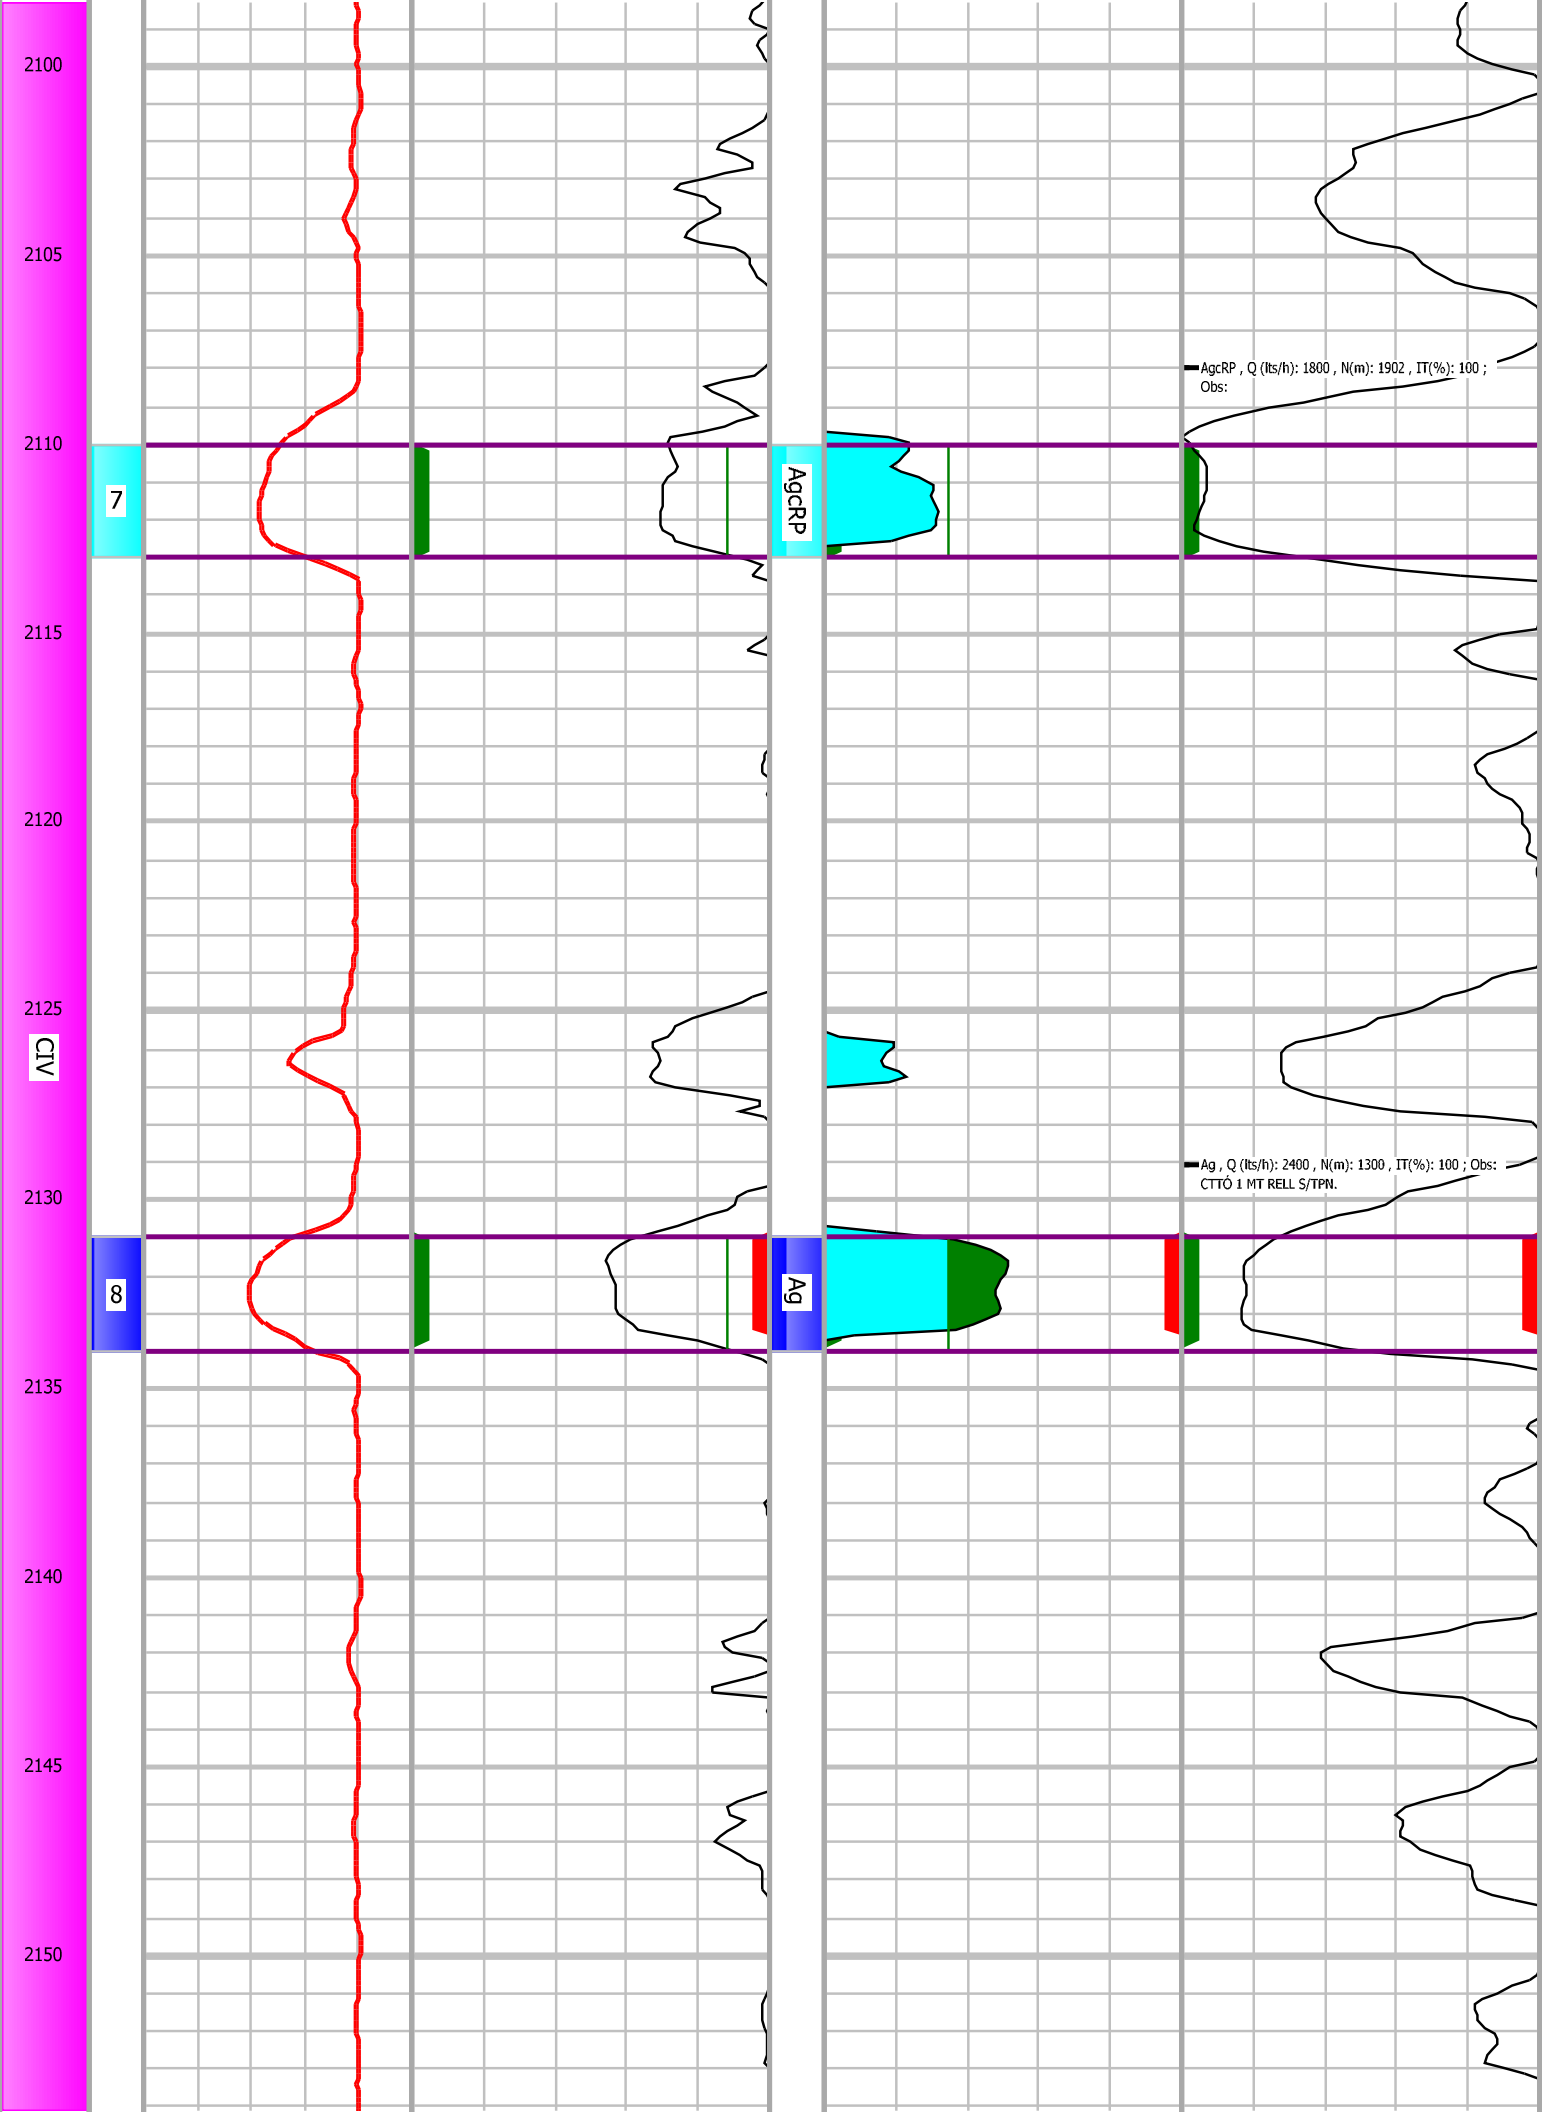 2100
2105
AgcRP , Q (lts/h): 1800 , N(m): 1902 , IT(%): 100 ;
Obs:
2110
7
AgcRP
2115
2120
2125
CIV
Ag , Q (lts/h): 2400 , N(m): 1300 , IT(%): 100 ; Obs:
CTTÓ 1 MT RELL S/TPN.
2130
8
Ag
2135
2140
2145
2150